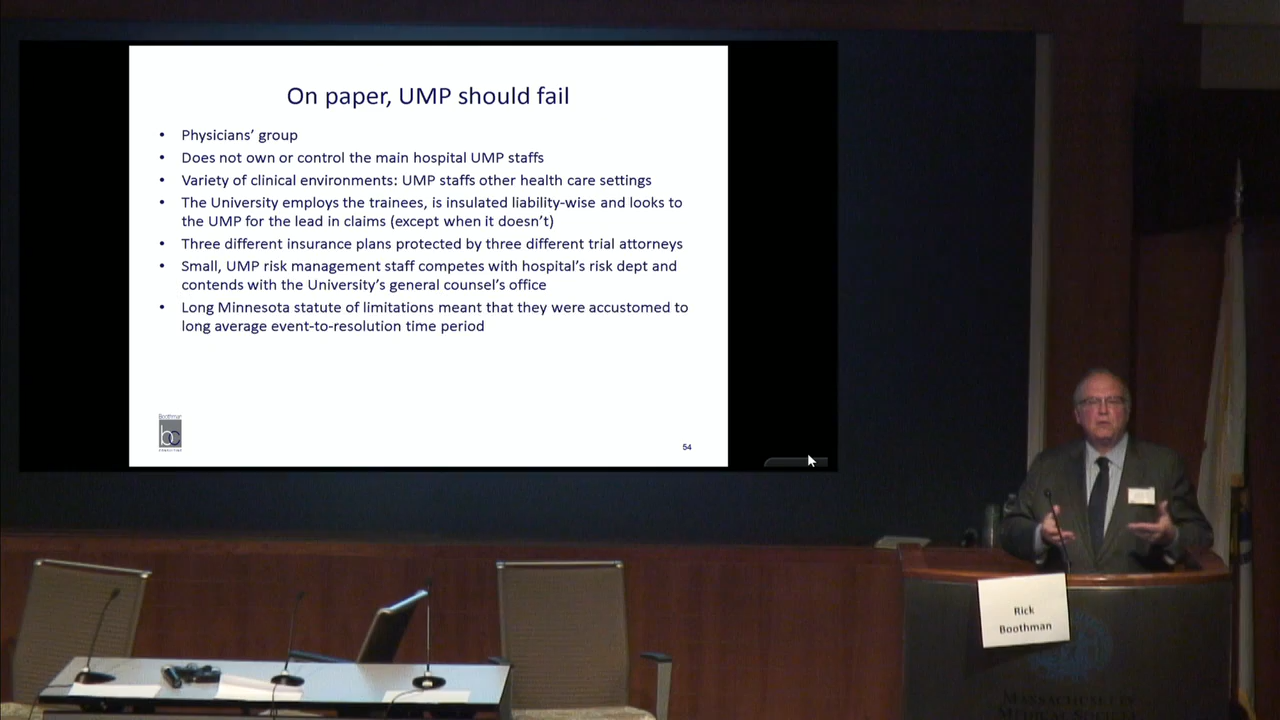 On paper, UMP should fail
• Physicians’ group
• Does not own or control the main hospital UMP staffs
• Variety of clinical environments: UMP staffs other health care settings
• The University employs the trainees, is insulated liability-wise and looks to
the UMP for the lead in claims (except when it doesn’t)
• Three different insurance plans protected by three different trial attorneys
• Small, UMP risk management staff competes with hospital’s risk dept and
contends with the University’s general counsel’s office
• Long Minnesota statute of limitations meant that they were accustomed to
long average event-to-resolution time period
Boothman
bc
54
Rick
Boothman
MASSACHUSETTS
MEDICAL SOCIETY